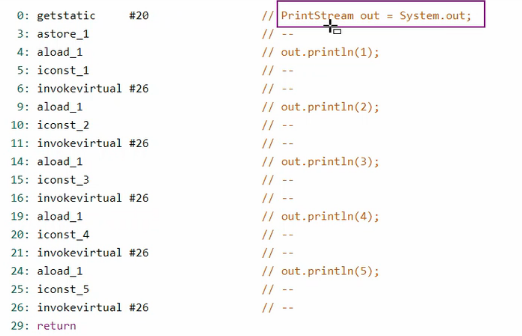 0: getstatic #20 // PrintStream out = System.out;
3: astore_1 // --
4: aload_1 // out.println(1);
5: iconst_1 // --
6: invokevirtual #26 // --
9: aload_1 // out.println(2);
10: iconst_2 // --
11: invokevirtual #26 // --
14: aload_1 // out.println(3);
15: iconst_3 // --
16: invokevirtual #26 // --
19: aload_1 // out.println(4);
20: iconst_4 // --
21: invokevirtual #26 // --
24: aload_1 // out.println(5);
25: iconst_5 // --
26: invokevirtual #26 // --
29: return